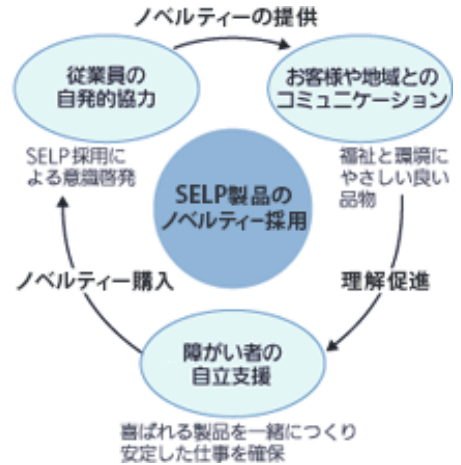 ノベルティーの提供
従業員の
自発的協力
お客様や地域との
コミュニケーション
SELP採用に
よる意識啓発
福祉と環境に
やさしい良い
品物
SELP製品の
ノベルティー採用
ノベルティー購入
理解促進
障がい者の
自立支援
喜ばれる製品を一緒につくり
安定した仕事を確保